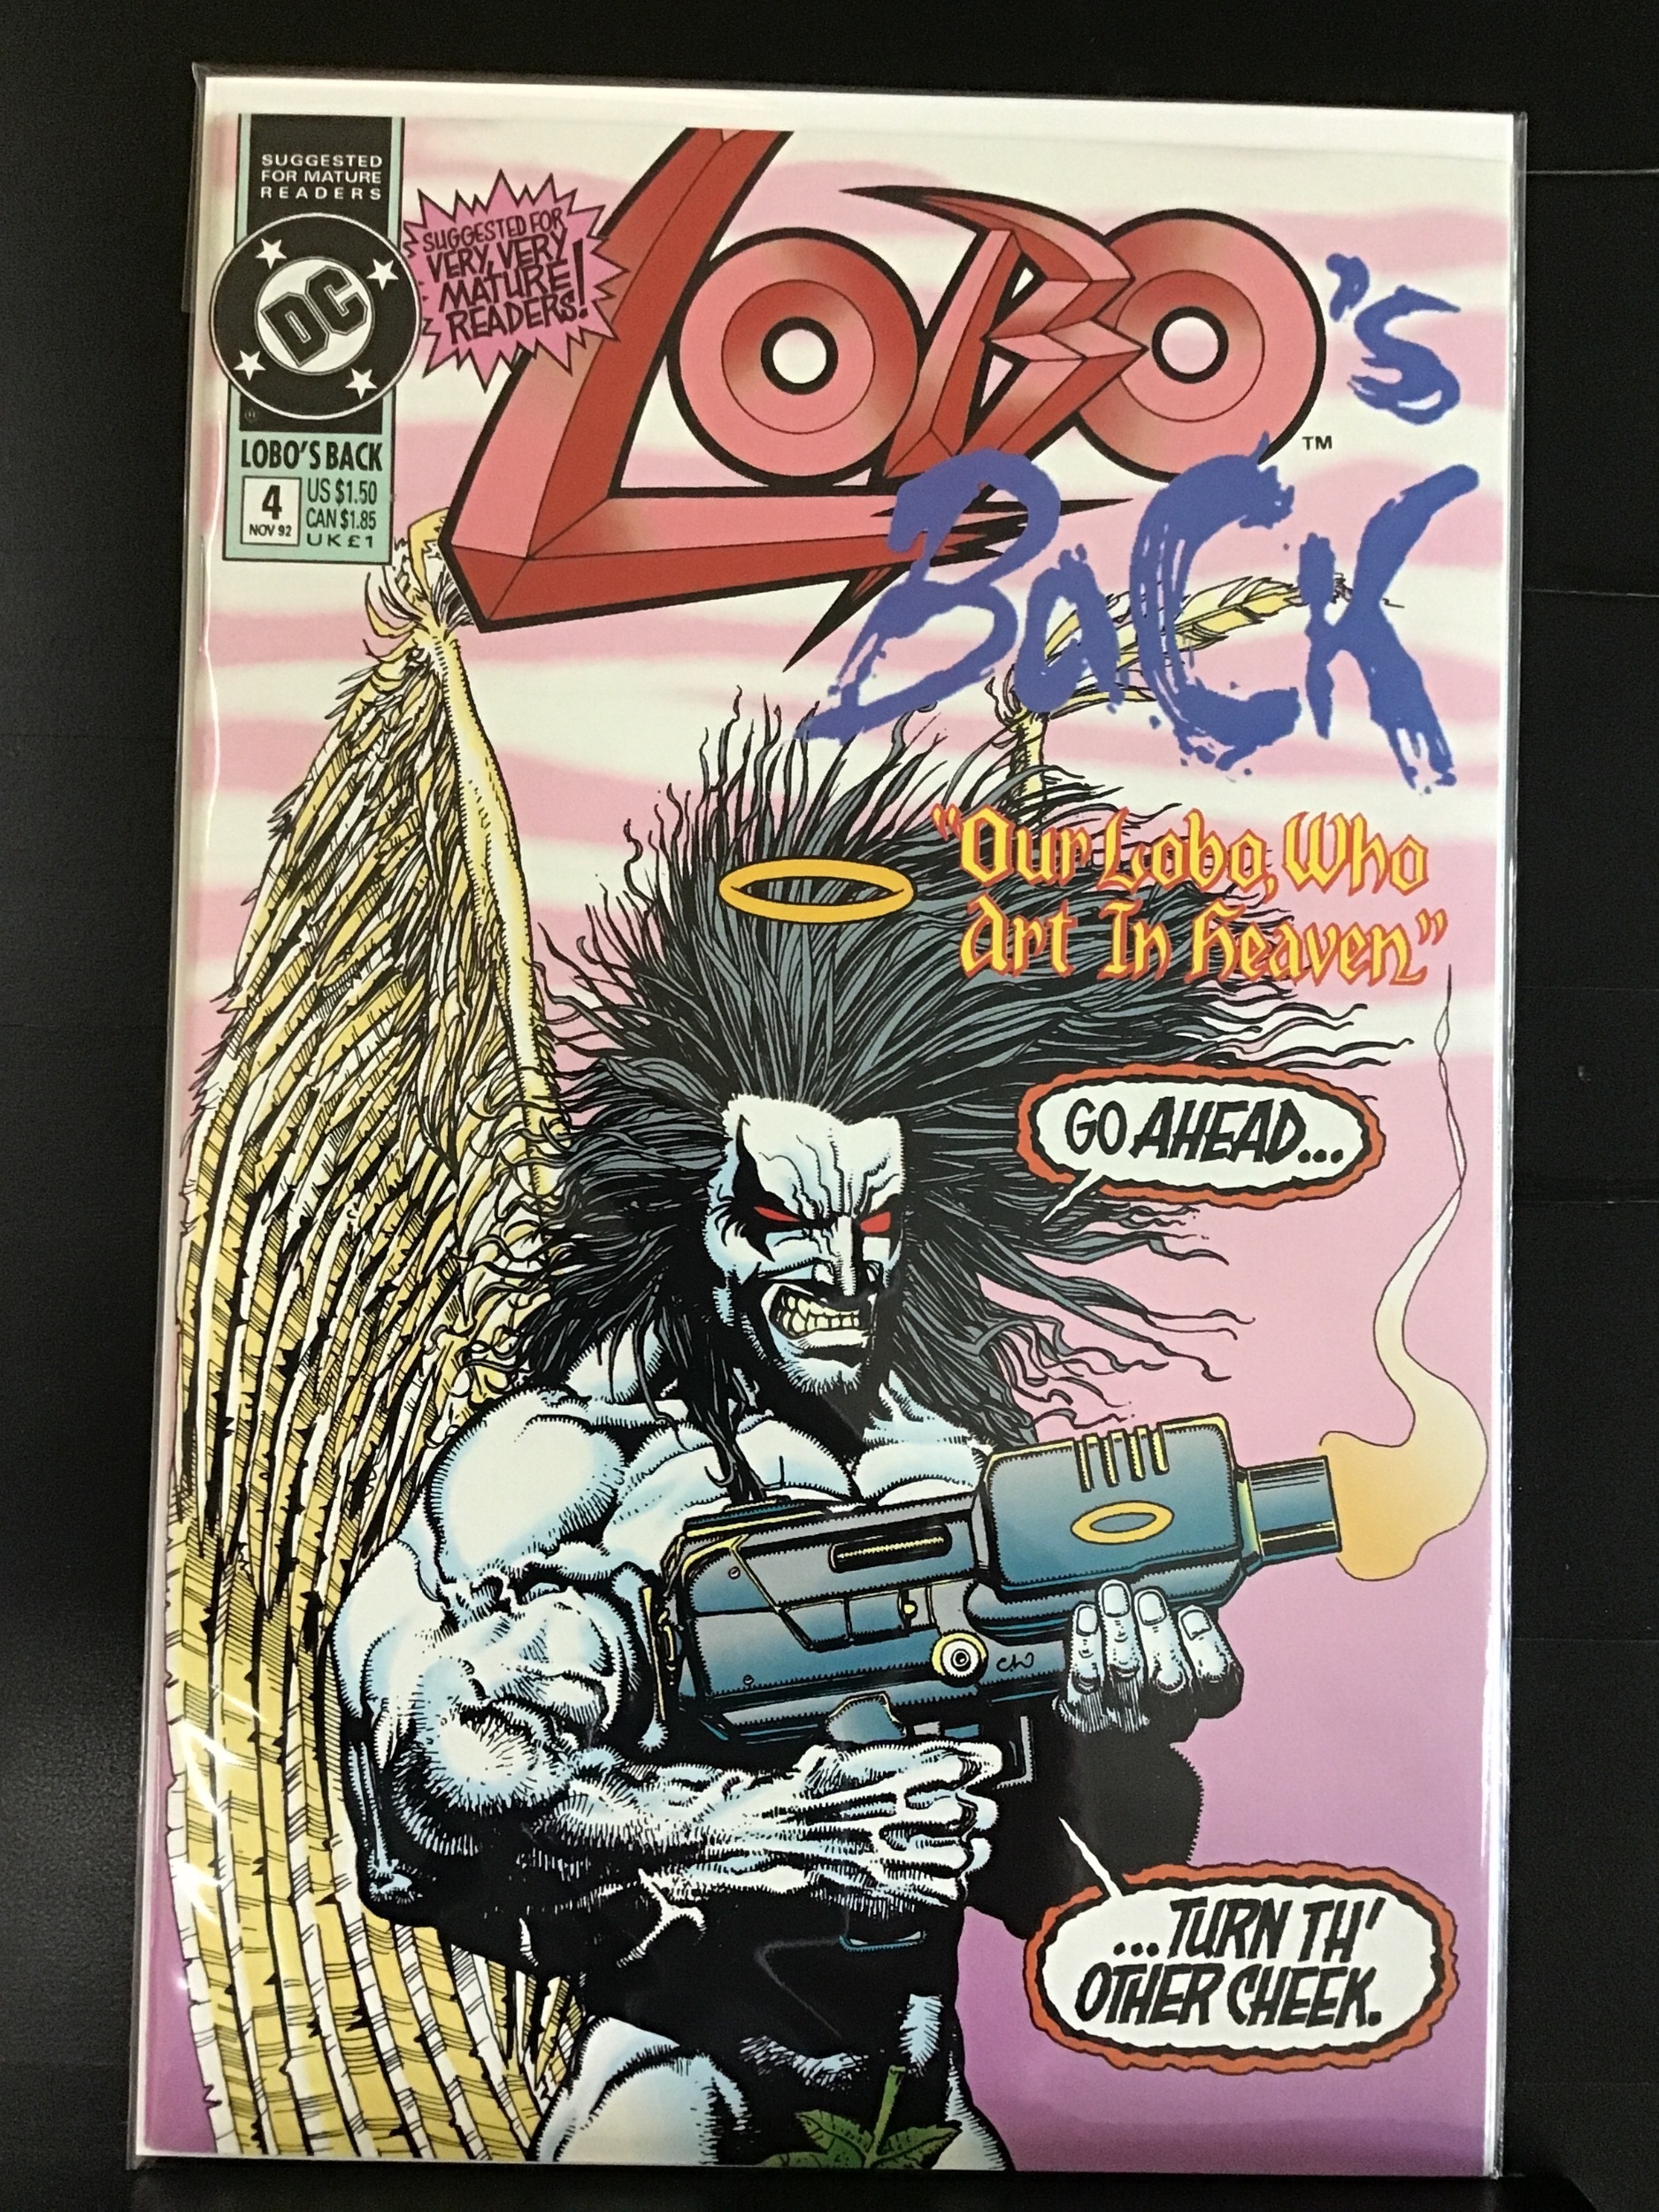 SUGGESTED
FOR MATURE
READERS
DC
LOBO'S BACK
4
NOV 92
US $1.50
CAN $1.85
UK £1
SUGGESTED FOR
VERY, VERY
MATURE
READERS!
LOBO'S
TM
BACK
"Our Lobo, Who
Art In Heaven"
GO AHEAD...
CW
...TURN TH'
OTHER CHEEK.